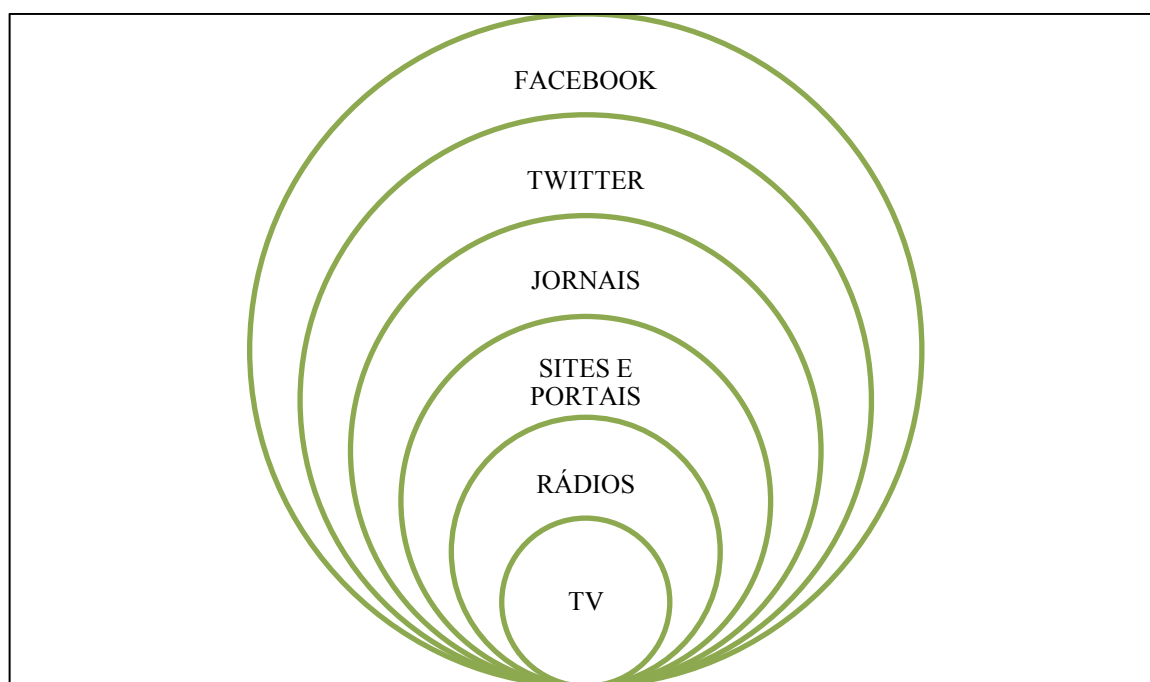 FACEBOOK
TWITTER
JORNAIS
SITES E
PORTAIS
RÁDIOS
TV